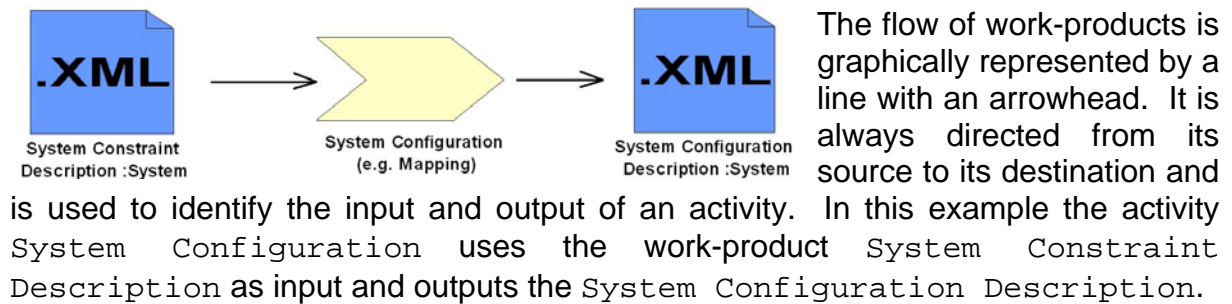 .XML
System Constraint
Description :System
System Configuration
(e.g. Mapping)
.XML
System Configuration
Description :System
The flow of work-products is
graphically represented by a
line with an arrowhead. It is
always directed from its
source to its destination and
is used to identify the input and output of an activity. In this example the activity
System Configuration uses the work-product System Constraint
Description as input and outputs the System Configuration Description.